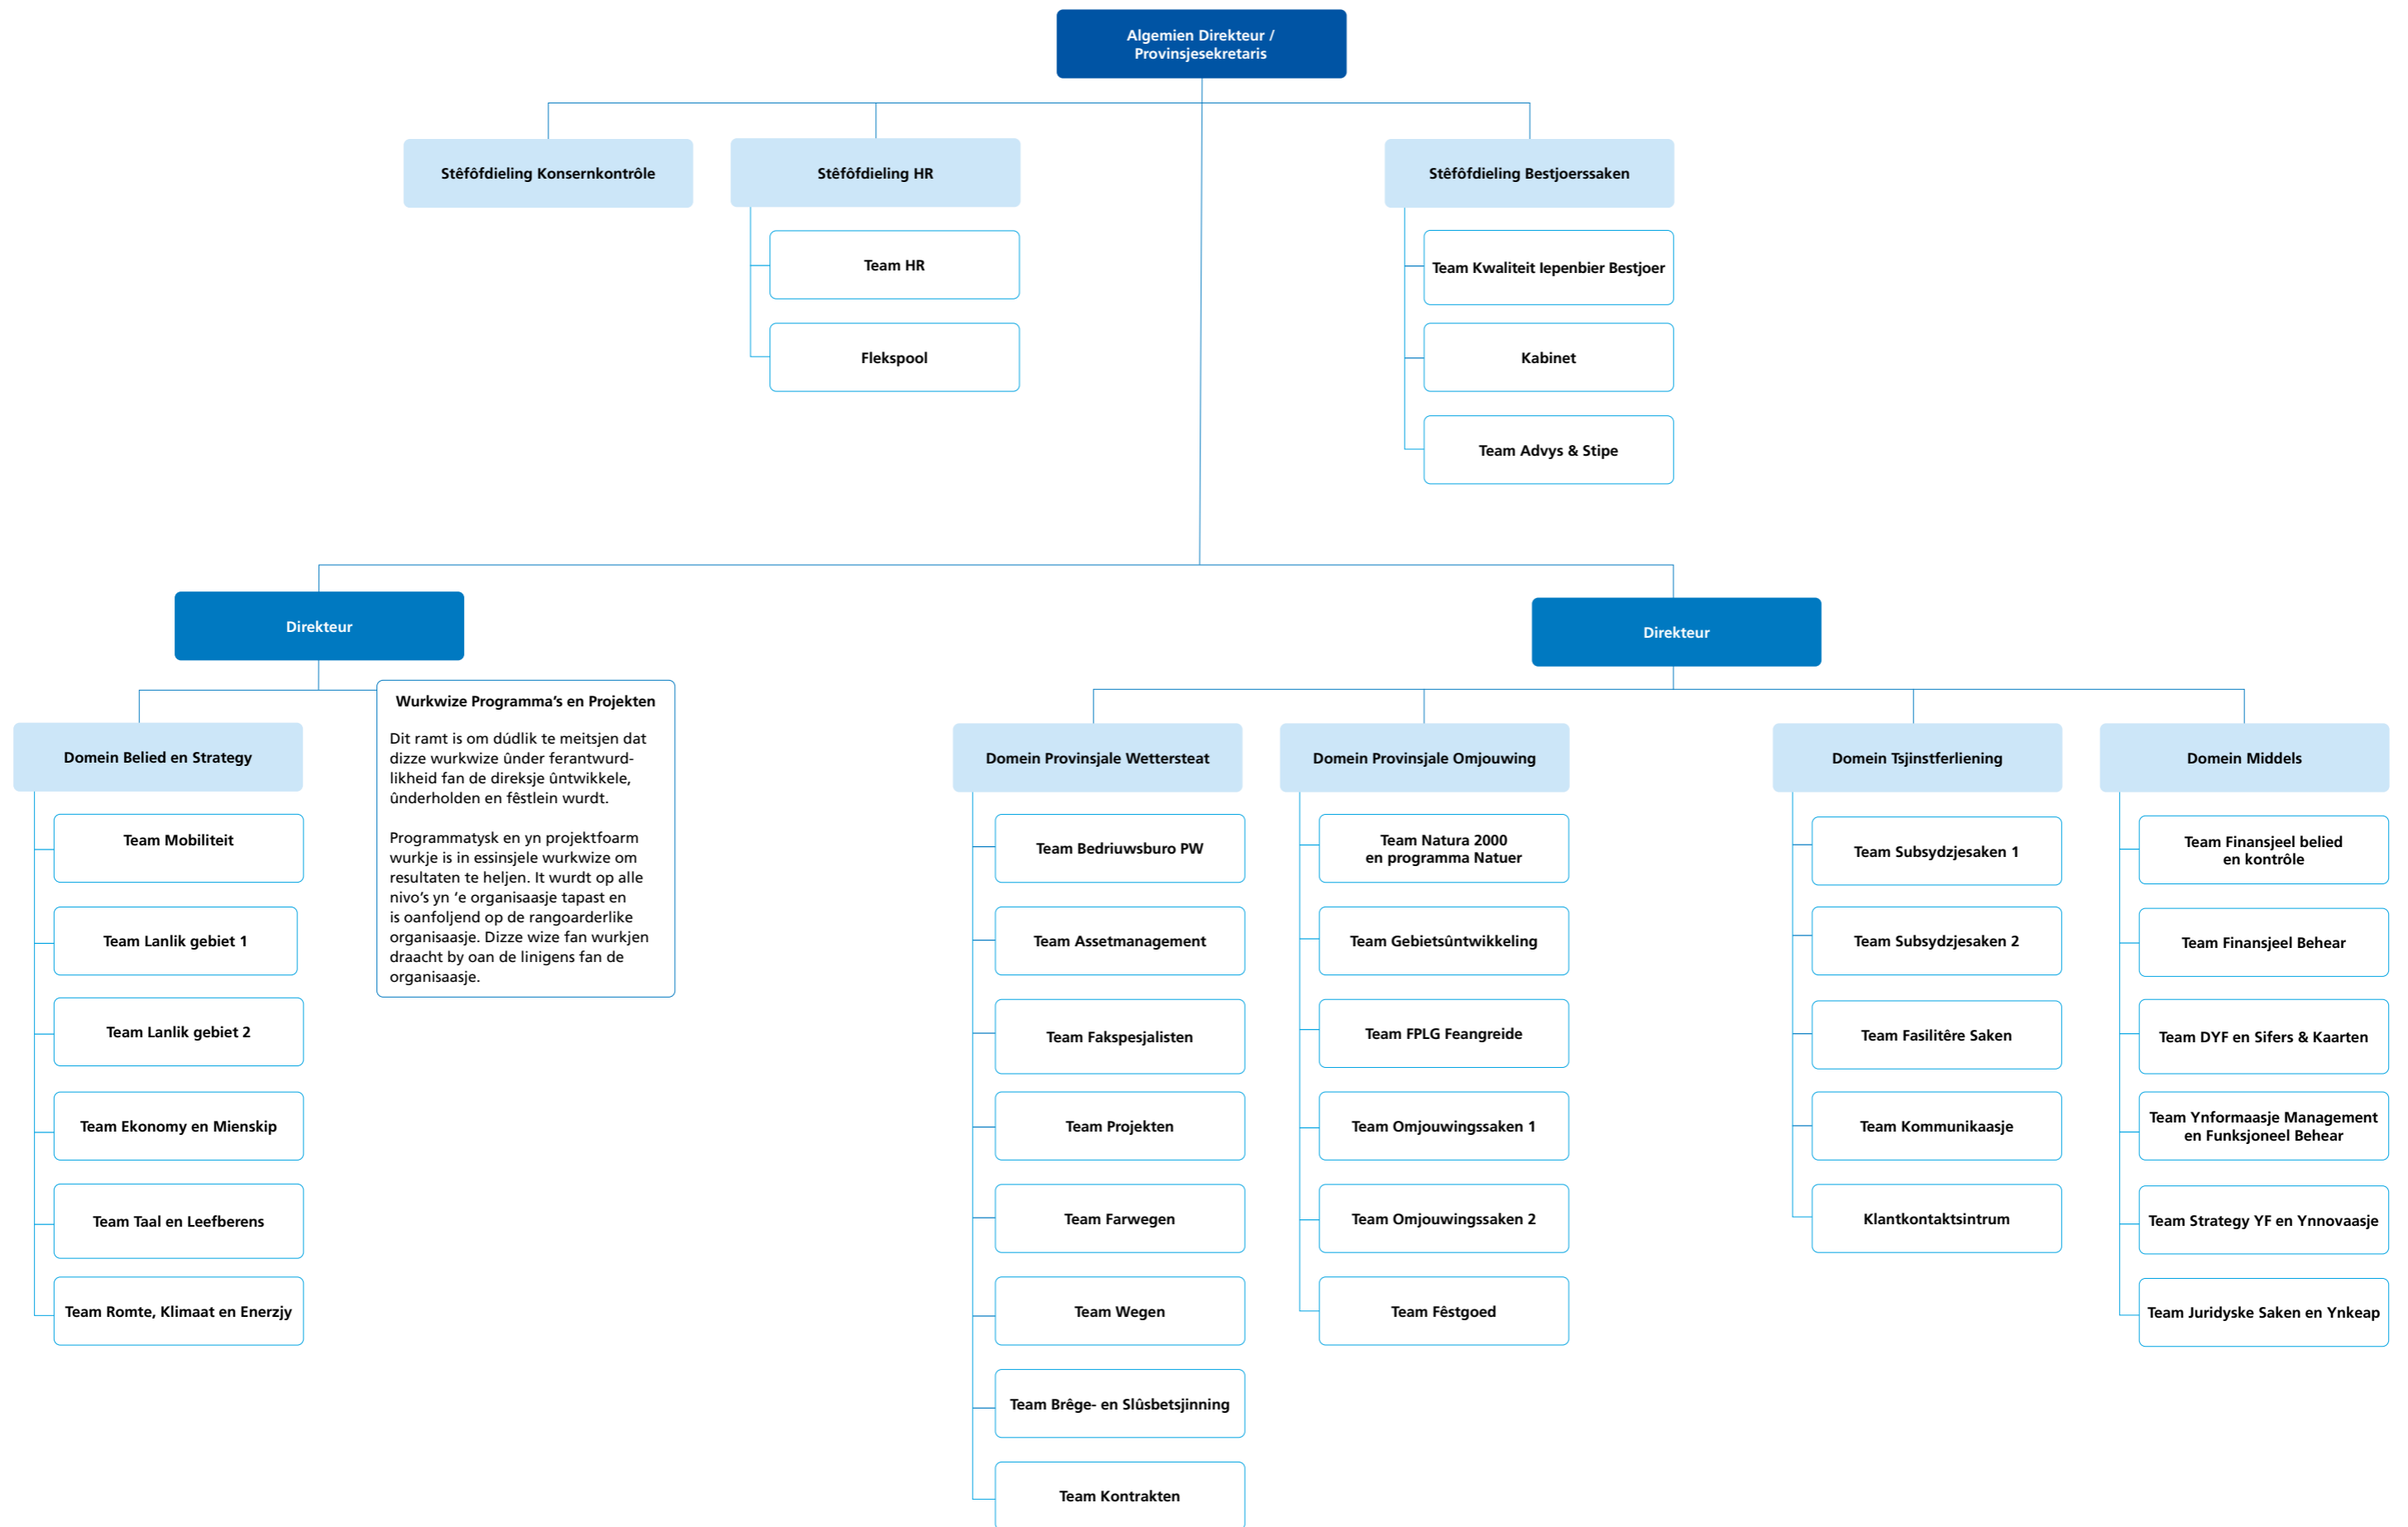 Algemien Direkteur /
Provinsjesekretaris
Stêfôfdieling Konsernkontrôle
Stêfôfdieling HR
Team HR
Flekspool
Stêfôfdieling Bestjoerssaken
Team Kwaliteit Iepenbier Bestjoer
Kabinet
Team Advys & Stipe
Direkteur
Domein Belied en Strategy
Team Mobiliteit
Team Lanlik gebiet 1
Team Lanlik gebiet 2
Team Ekonomy en Mienskip
Team Taal en Leefberens
Team Romte, Klimaat en Enerzjy
Wurkwize Programma's en Projekten
Dit ramt is om dúdlik te meitsjen dat
dizze wurkwize ûnder ferantwurd-
likheid fan de direksje ûntwikkele,
ûnderholden en fêstlein wurdt.
Programmatysk en yn projektfoarm
wurkje is in essinsjele wurkwize om
resultaten te heljen. It wurdt op alle
nivo's yn ‘e organisaasje tapast en
is oanfoljend op de rangoarderlike
organisaasje. Dizze wize fan wurkjen
draacht by oan de linigens fan de
organisaasje.
Direkteur
Domein Provinsjale Wettersteat
Team Bedriuwsburo PW
Team Assetmanagement
Team Fakspesjalisten
Team Projekten
Team Farwegen
Team Wegen
Team Brêge- en Slûsbetsjinning
Team Kontrakten
Domein Provinsjale Omjouwing
Team Natura 2000
en programma Natuer
Team Gebietsûntwikkeling
Team FPLG Feangreide
Team Omjouwingssaken 1
Team Omjouwingssaken 2
Team Fêstgoed
Domein Tsjinstferliening
Team Subsydzjesaken 1
Team Subsydzjesaken 2
Team Fasilitêre Saken
Team Kommunikaasje
Klantkontaktsintrum
Domein Middels
Team Finansjeel belied
en kontrôle
Team Finansjeel Behear
Team DYF en Sifers & Kaarten
Team Ynformaasje Management
en Funksjoneel Behear
Team Strategy YF en Ynnovaasje
Team Juridyske Saken en Ynkeap